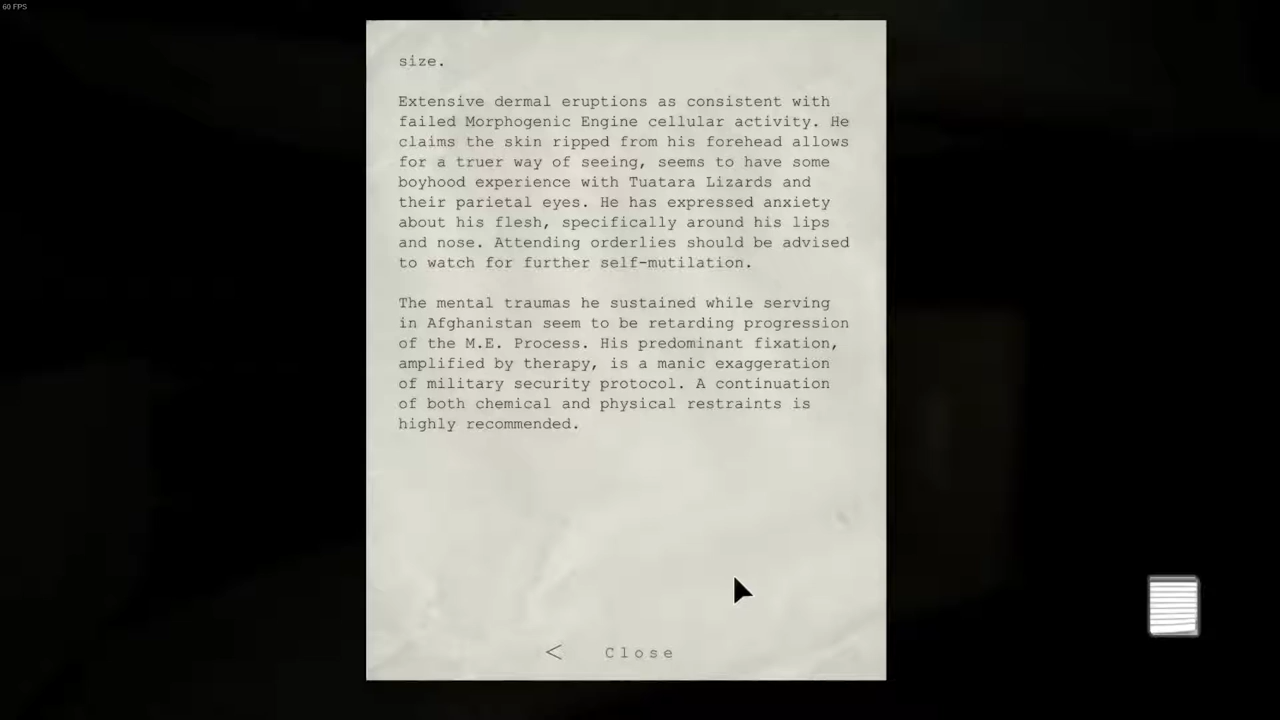 60 FPS
size.
Extensive dermal eruptions as consistent with
failed Morphogenic Engine cellular activity. He
claims the skin ripped from his forehead allows
for a truer way of seeing, seems to have some
boyhood experience with Tuatara Lizards and
their parietal eyes. He has expressed anxiety
about his flesh, specifically around his lips
and nose. Attending orderlies should be advised
to watch for further self-mutilation.
The mental traumas he sustained while serving
in Afghanistan seem to be retarding progression
of the M.E. Process. His predominant fixation,
amplified by therapy, is a manic exaggeration
of military security protocol. A continuation
of both chemical and physical restraints is
highly recommended.
< Close